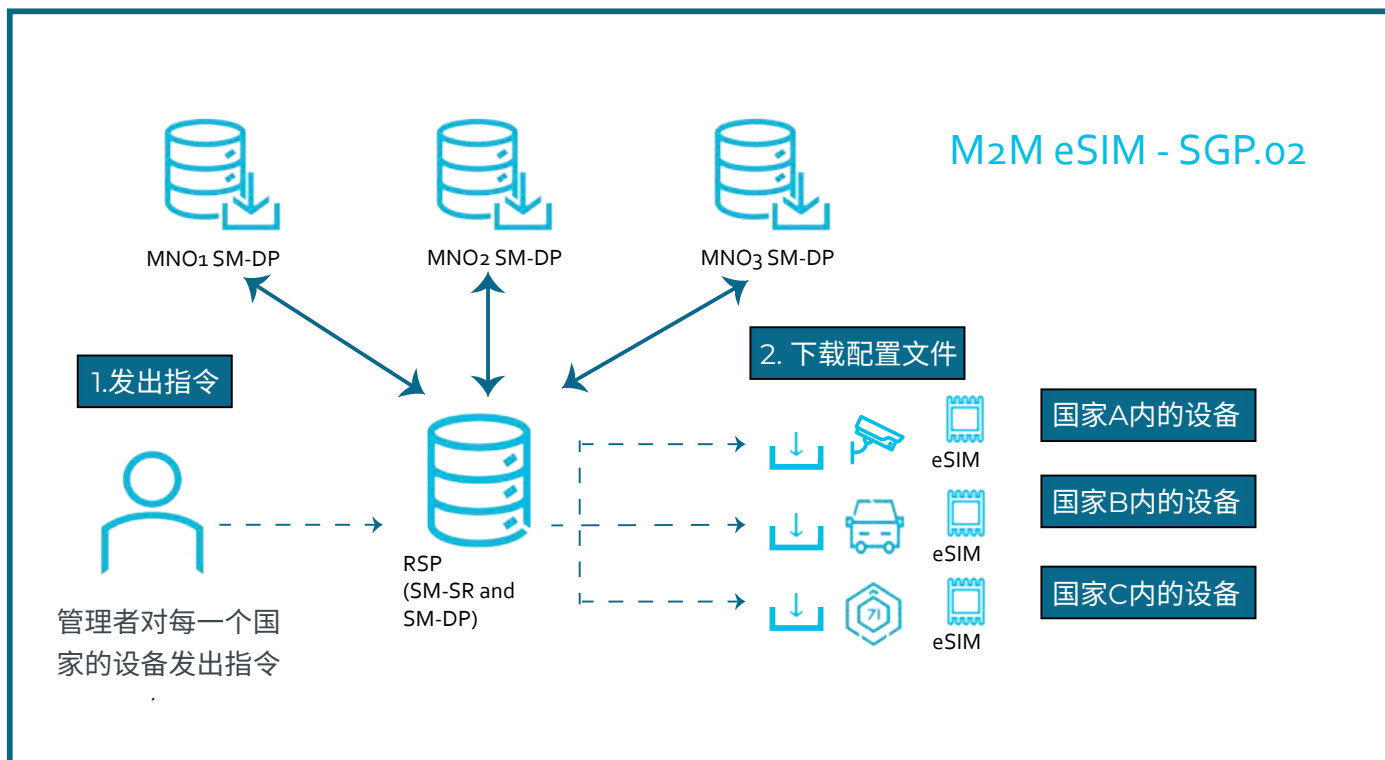 M2M eSIM - SGP.02
MNO1 SM-DP
MNO2 SM-DP
MNO3 SM-DP
1.发出指令
2. 下载配置文件
国家A内的设备
eSIM
国家B内的设备
eSIM
71
国家C内的设备
eSIM
RSP
(SM-SR and
SM-DP)
管理者对每一个国
家的设备发出指令